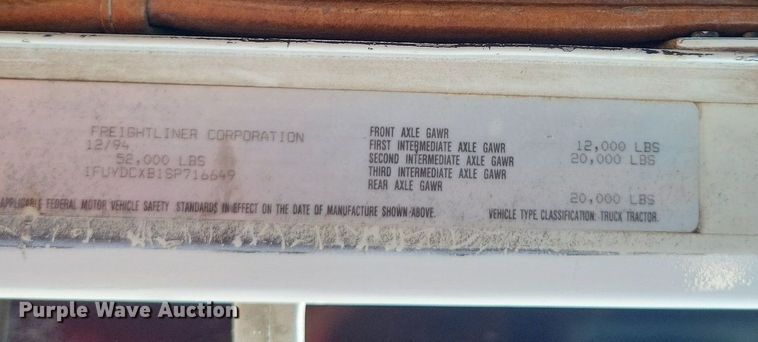 FREIGHTLINER CORPORATION
12/94
52,000 LBS
1FUYDCXB1SP716649
FRONT AXLE GAWR
FIRST INTERMEDIATE AXLE GAWR 12,000 LBS
SECOND INTERMEDIATE AXLE GAWR 20,000 LBS
THIRD INTERMEDIATE AXLE GAWR
REAR AXLE GAWR
20,000 LBS
APPLICABLE FEDERAL MOTOR VEHICLE SAFETY STANDARDS IN EFFECT ON THE DATE OF MANUFACTURE SHOWN ABOVE. VEHICLE TYPE CLASSIFICATION: TRUCK TRACTOR.
Purple Wave Auction